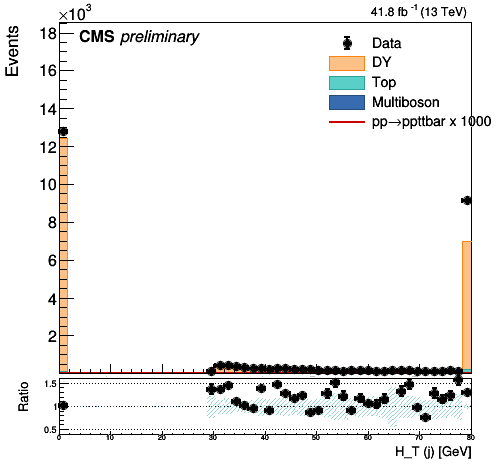 ×10³
41.8 fb⁻¹ (13 TeV)
Events
CMS preliminary
Data
DY
Top
Multiboson
pp→ppttbar x 1000
18
16
14
12
10
8
6
4
2
Ratio
1.5
1
0.5
0 10 20 30 40 50 60 70 80
H_T (j) [GeV]